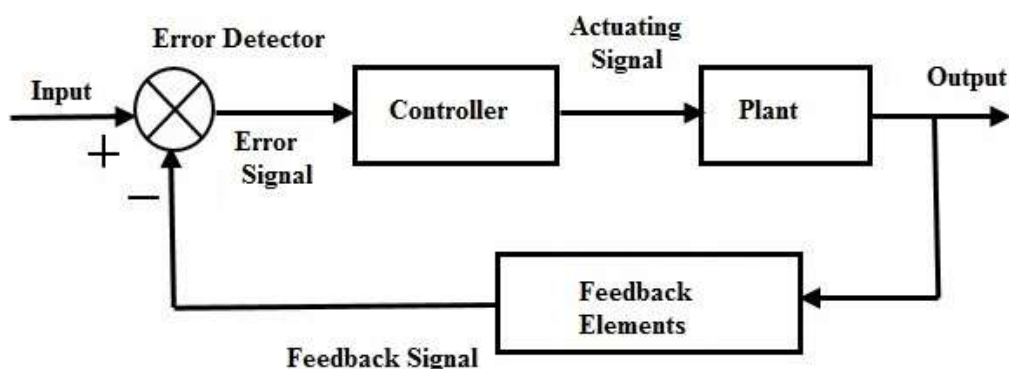 Error Detector
Actuating
Signal
Input
Output
Controller
Plant
+
Error
Signal
−
Feedback
Elements
Feedback Signal